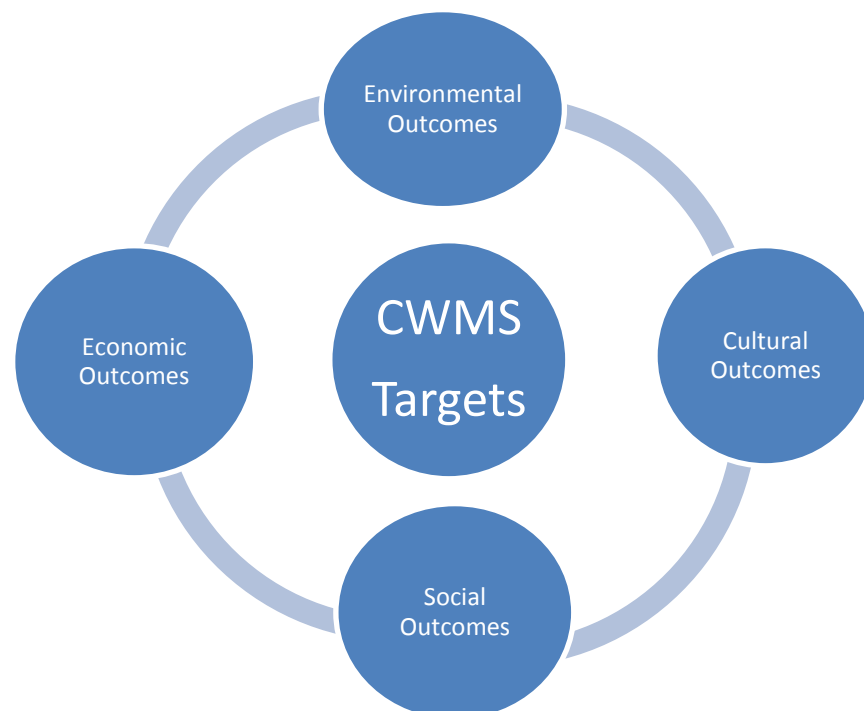 Environmental
Outcomes
CWMS
Targets
Economic
Outcomes
Cultural
Outcomes
Social
Outcomes